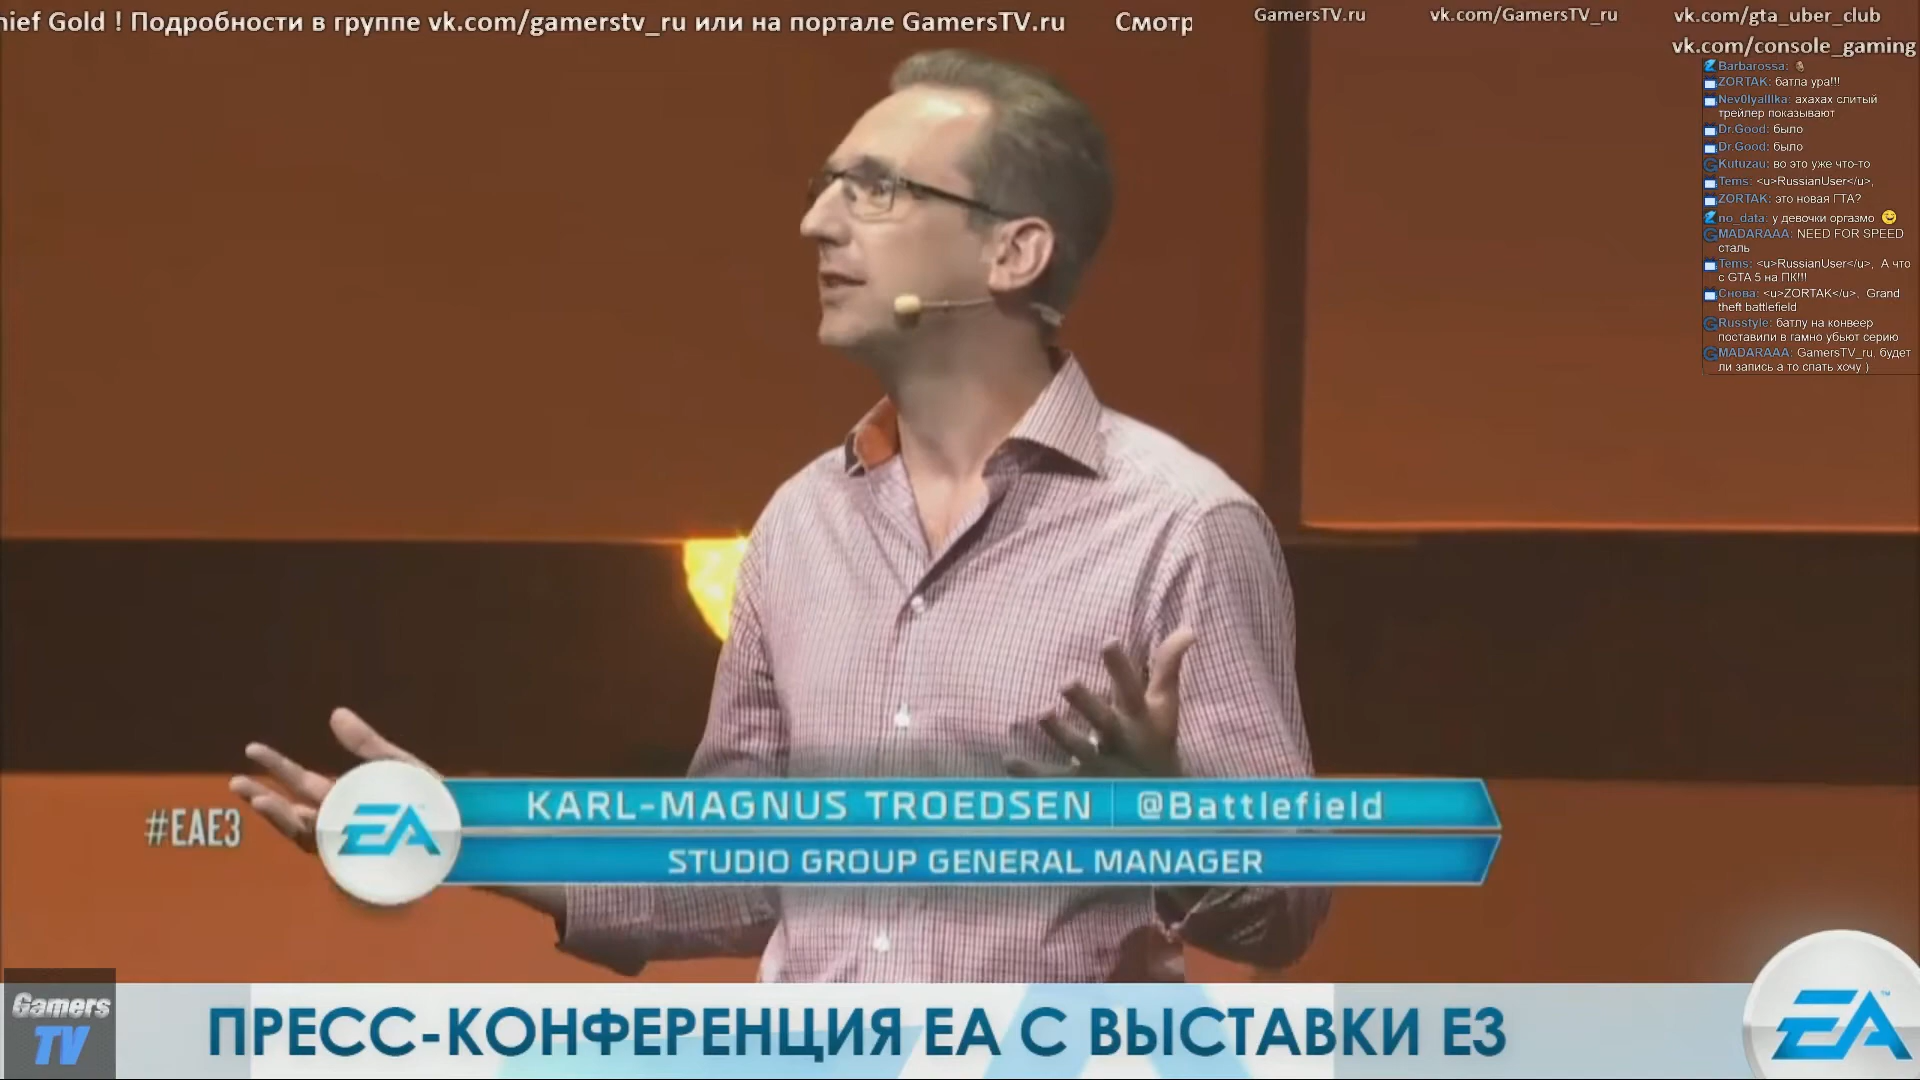 hief Gold ! Подробности в группе vk.com/gamerstv_ru или на портале GamersTV.ru Смотр
GamersTV.ru
vk.com/GamersTV_ru
vk.com/gta_uber_club
vk.com/console_gaming
Barbarossa:
ZORTAK: батла ура!!!
Nev0lyalllka: ахахах слитый
трейлер показывают
Dr.Good: было
Dr.Good: было
Kutuzau: во это уже что-то
Tems: <u>RussianUser</u>,
ZORTAK: это новая ГТА?
no_data: у девочки оргазмо
MADARAAA: NEED FOR SPEED
сталь
Tems: <u>RussianUser</u>, А что
с GTA 5 на ПК!!!
Снова: <u>ZORTAK</u>, Grand
theft battlefield
Russtyle: батлу на конвеер
поставили в гамно убьют серию
MADARAAA: GamersTV_ru, будет
ли запись а то спать хочу )
#EAE3
EA
KARL-MAGNUS TROEDSEN @Battlefield
STUDIO GROUP GENERAL MANAGER
Gamers
TV
ПРЕСС-КОНФЕРЕНЦИЯ EA С ВЫСТАВКИ E3
EA™